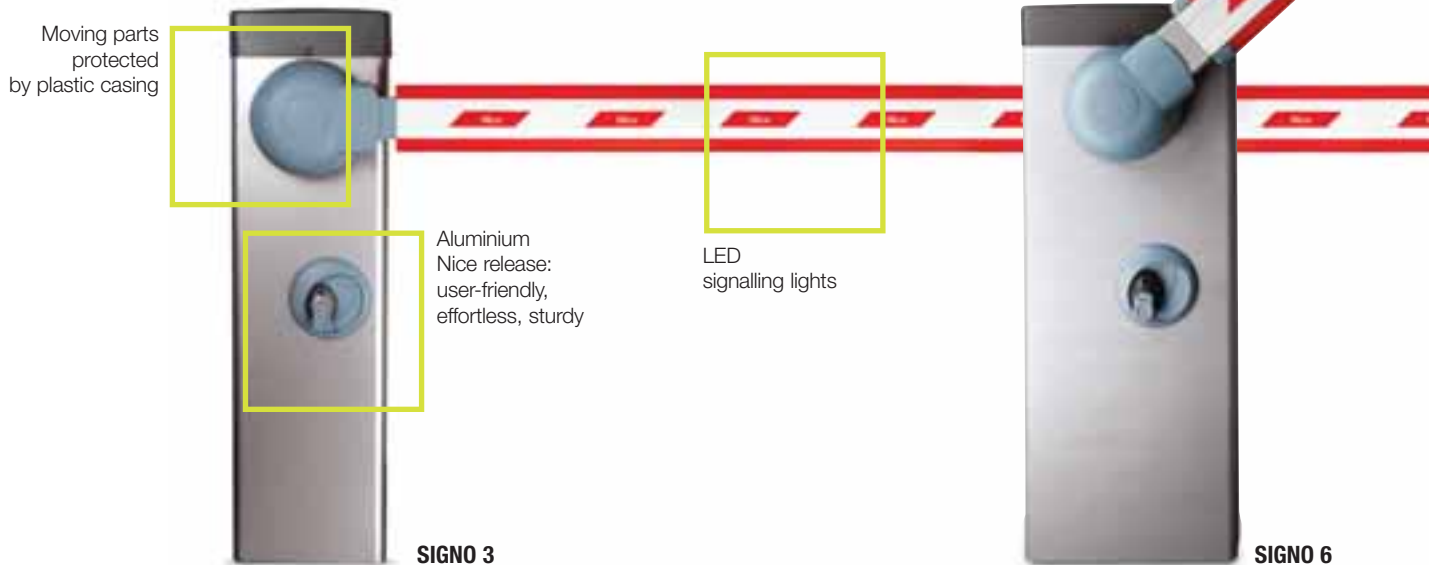 Moving parts
protected
by plastic casing
Aluminium
Nice release:
user-friendly,
effortless, sturdy
LED
signalling lights
SIGNO 3
SIGNO 6